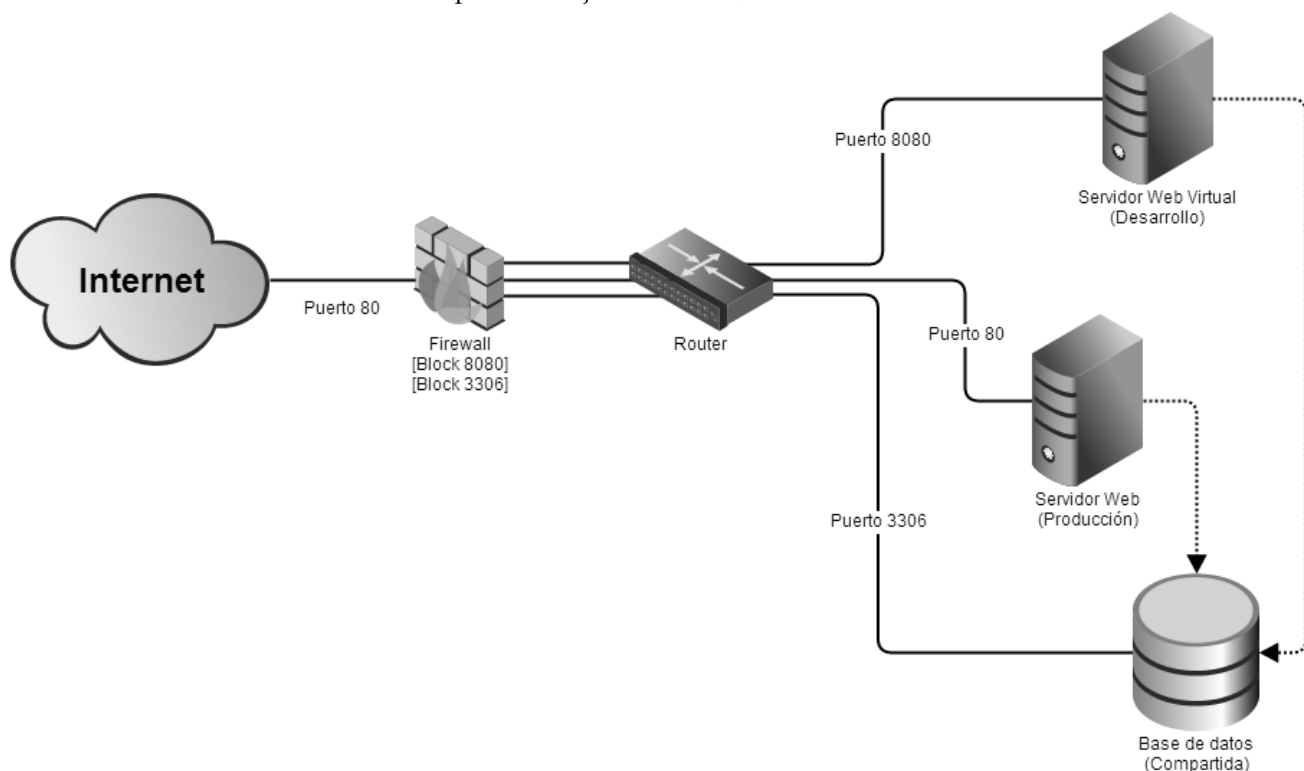 Puerto 8080
Servidor Web Virtual
(Desarrollo)
Internet
Puerto 80
Firewall
[Block 8080]
[Block 3306]
Router
Puerto 80
Servidor Web
(Producción)
Puerto 3306
Base de datos
(Compartida)